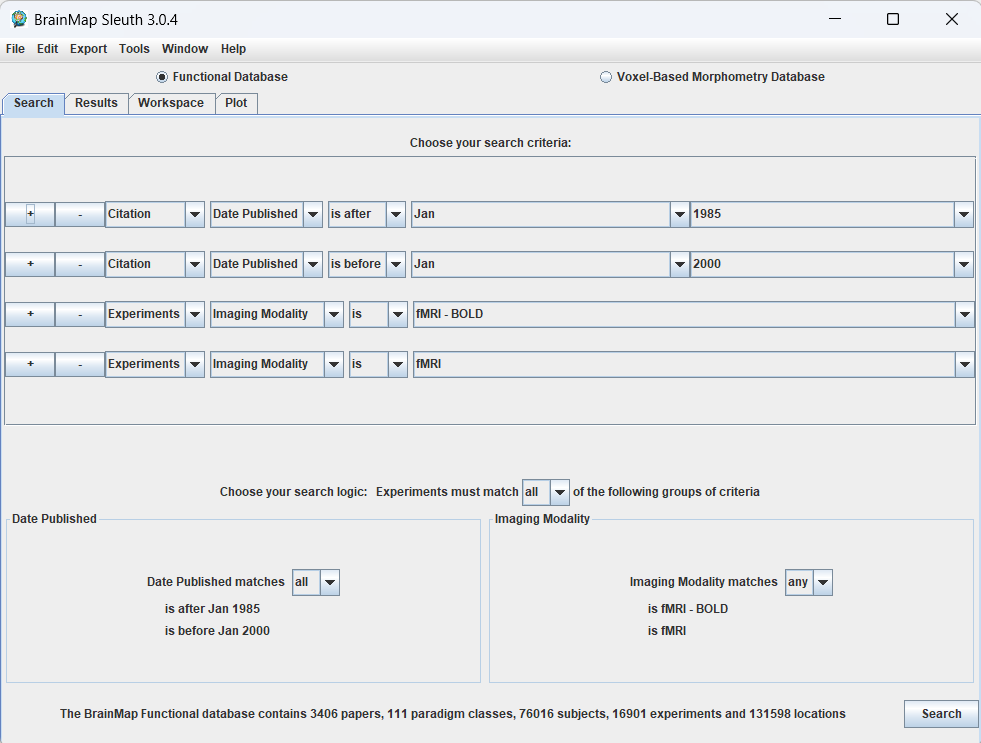 BrainMap Sleuth 3.0.4
File Edit Export Tools Window Help
Functional Database Voxel-Based Morphometry Database
Search Results Workspace Plot
Choose your search criteria:
+ - Citation Date Published is after Jan 1985
+ - Citation Date Published is before Jan 2000
+ - Experiments Imaging Modality is fMRI - BOLD
+ - Experiments Imaging Modality is fMRI
Choose your search logic: Experiments must match all of the following groups of criteria
Date Published
Date Published matches all
is after Jan 1985
is before Jan 2000
Imaging Modality
Imaging Modality matches any
is fMRI - BOLD
is fMRI
The BrainMap Functional database contains 3406 papers, 111 paradigm classes, 76016 subjects, 16901 experiments and 131598 locations
Search